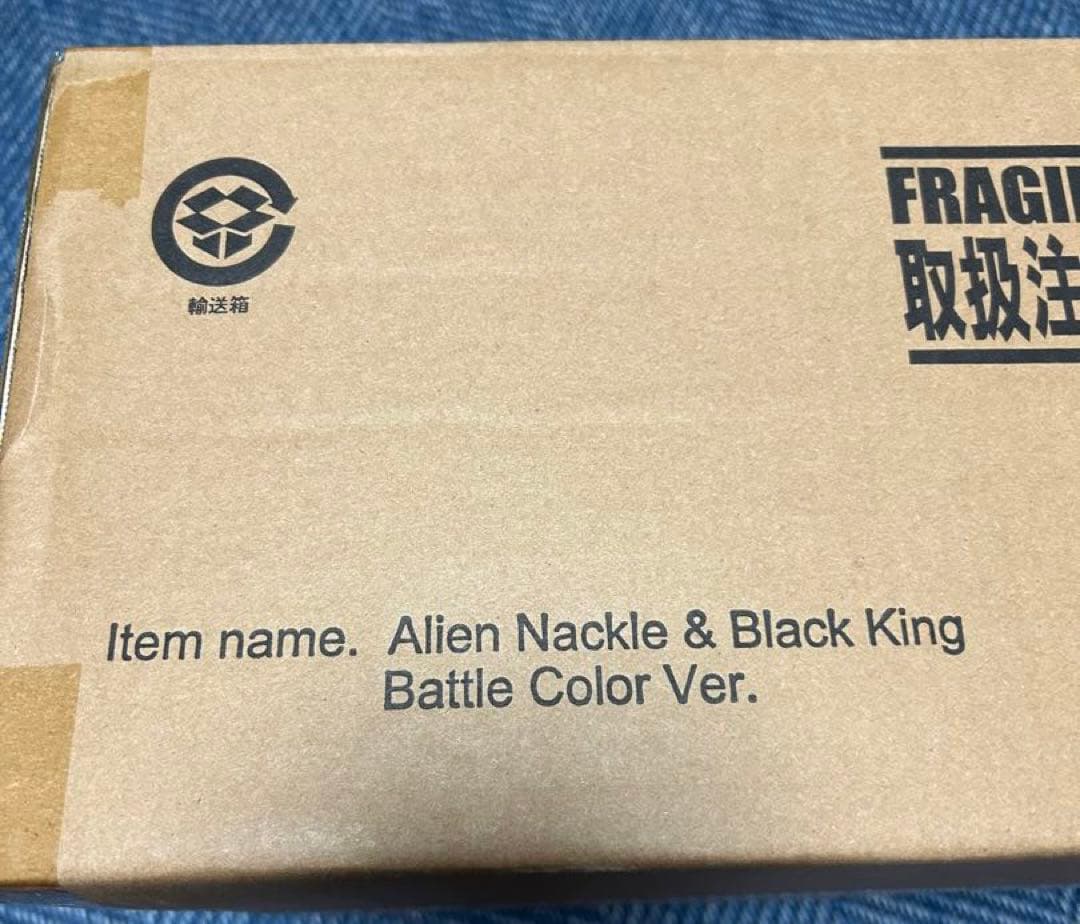 輸送箱
FRAGI
取扱注
Item name. Alien Nackle & Black King
Battle Color Ver.